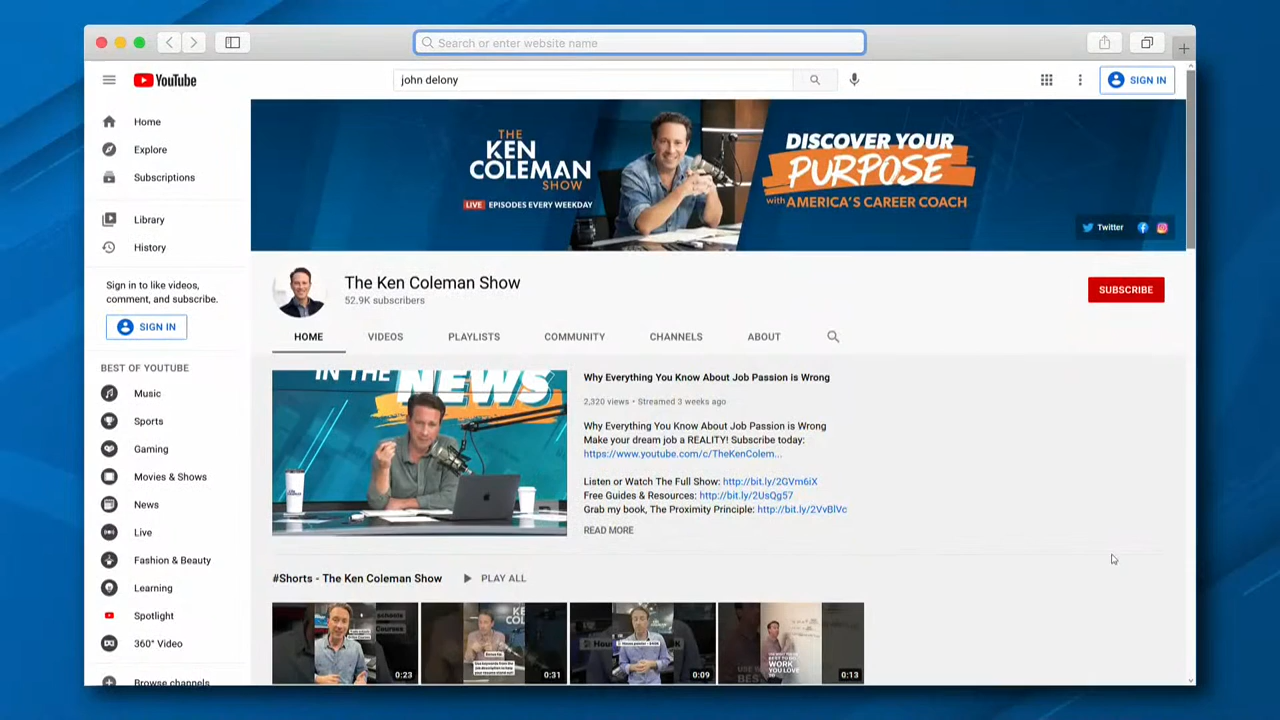 Search or enter website name
YouTube
john delony
SIGN IN
Home
Explore
Subscriptions
Library
History
Sign in to like videos,
comment, and subscribe.
SIGN IN
BEST OF YOUTUBE
Music
Sports
Gaming
Movies & Shows
News
Live
Fashion & Beauty
Learning
Spotlight
360° Video
Browse channels
THE
KEN
COLEMAN
SHOW
LIVE EPISODES EVERY WEEKDAY
DISCOVER YOUR
PURPOSE
with AMERICA'S CAREER COACH
Twitter
The Ken Coleman Show
52.9K subscribers
SUBSCRIBE
HOME VIDEOS PLAYLISTS COMMUNITY CHANNELS ABOUT
IN THE
NEWS
Why Everything You Know About Job Passion is Wrong
2,320 views • Streamed 3 weeks ago
Why Everything You Know About Job Passion is Wrong
Make your dream job a REALITY! Subscribe today:
https://www.youtube.com/c/TheKenColem...
Listen or Watch The Full Show: http://bit.ly/2GVm6iX
Free Guides & Resources: http://bit.ly/2UsQg57
Grab my book, The Proximity Principle: http://bit.ly/2VvBlVc
READ MORE
#Shorts - The Ken Coleman Show
PLAY ALL
0:23
0:31
0:09
0:13